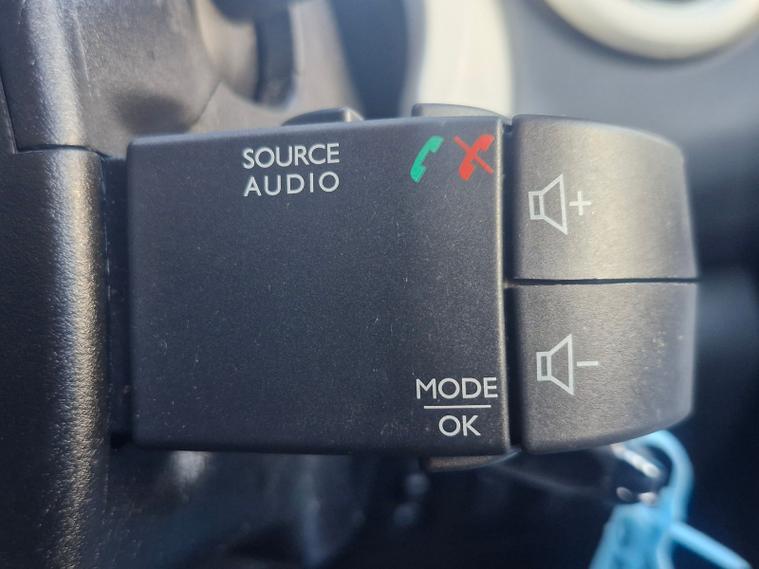 SOURCE
AUDIO
+
-
MODE
OK